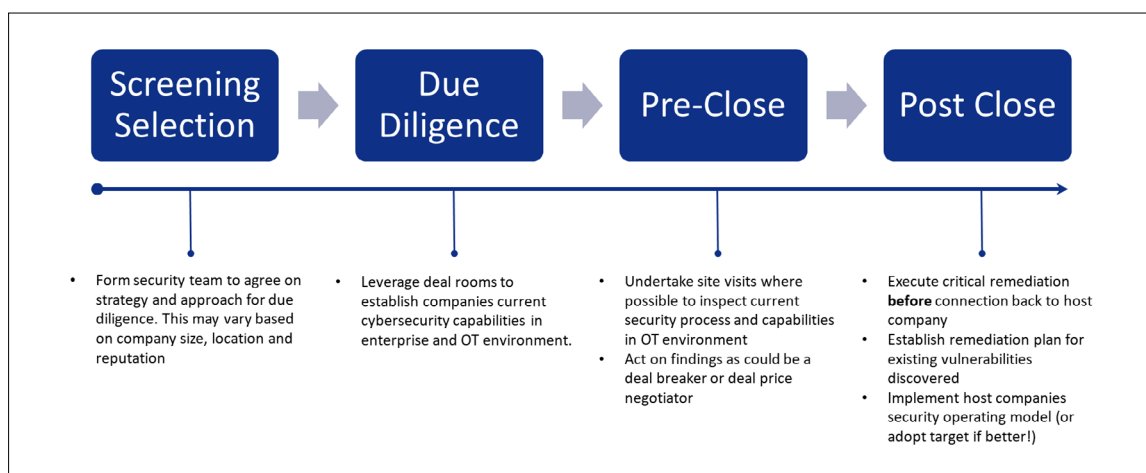 Screening
Selection
Due
Diligence
Pre-Close
Post Close
• Form security team to agree on
strategy and approach for due
diligence. This may vary based
on company size, location and
reputation
• Leverage deal rooms to
establish companies current
cybersecurity capabilities in
enterprise and OT environment.
• Undertake site visits where
possible to inspect current
security process and capabilities
in OT environment
• Act on findings as could be a
deal breaker or deal price
negotiator
• Execute critical remediation
before connection back to host
company
• Establish remediation plan for
existing vulnerabilities
discovered
• Implement host companies
security operating model (or
adopt target if better!)